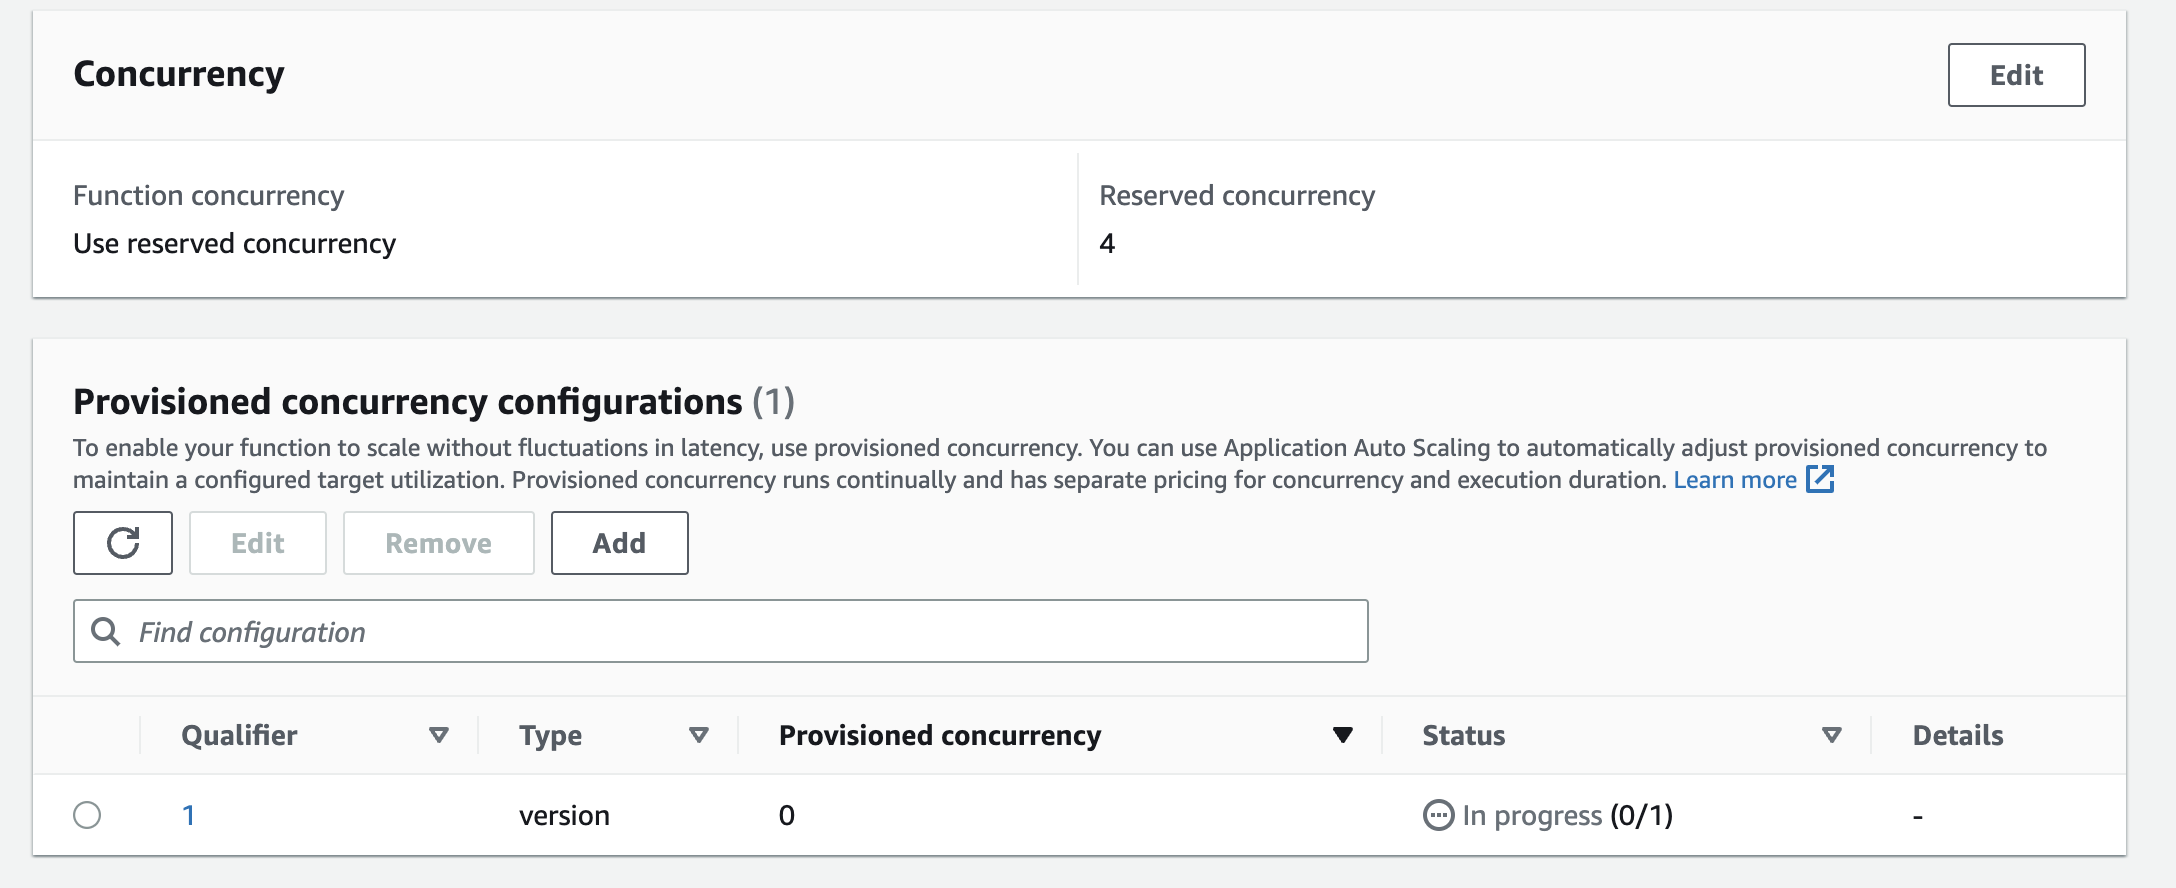 Concurrency
Edit
Function concurrency
Use reserved concurrency
Reserved concurrency
4
Provisioned concurrency configurations (1)
To enable your function to scale without fluctuations in latency, use provisioned concurrency. You can use Application Auto Scaling to automatically adjust provisioned concurrency to
maintain a configured target utilization. Provisioned concurrency runs continually and has separate pricing for concurrency and execution duration. Learn more
Edit Remove Add
Find configuration
Qualifier Type Provisioned concurrency Status Details
1 version 0 In progress (0/1) -